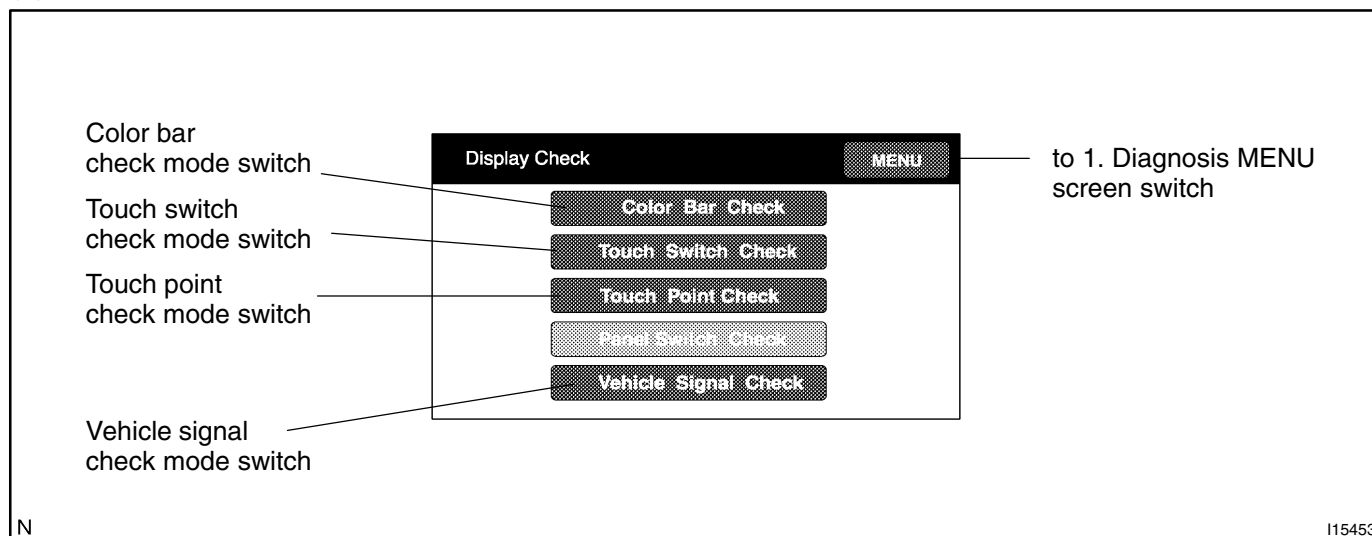 Color bar
check mode switch
Touch switch
check mode switch
Touch point
check mode switch
Vehicle signal
check mode switch
Display Check
MENU
Color Bar Check
Touch Switch Check
Touch Point Check
Panel Switch Check
Vehicle Signal Check
to 1. Diagnosis MENU
screen switch
N
I15453